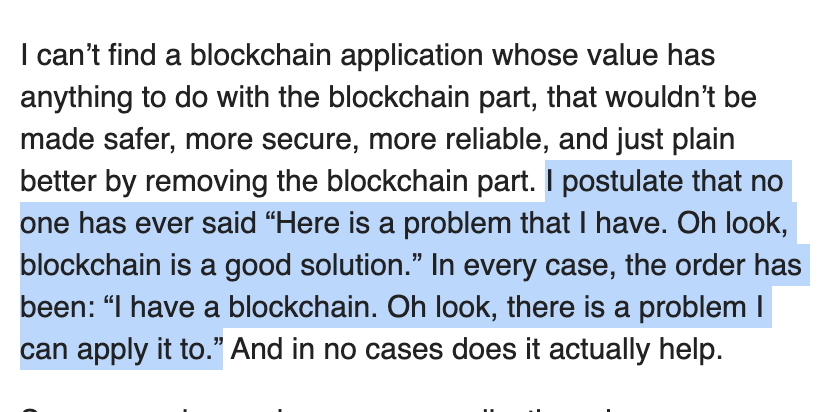 I can’t find a blockchain application whose value has
anything to do with the blockchain part, that wouldn’t be
made safer, more secure, more reliable, and just plain
better by removing the blockchain part. I postulate that no
one has ever said “Here is a problem that I have. Oh look,
blockchain is a good solution.” In every case, the order has
been: “I have a blockchain. Oh look, there is a problem I
can apply it to.” And in no cases does it actually help.